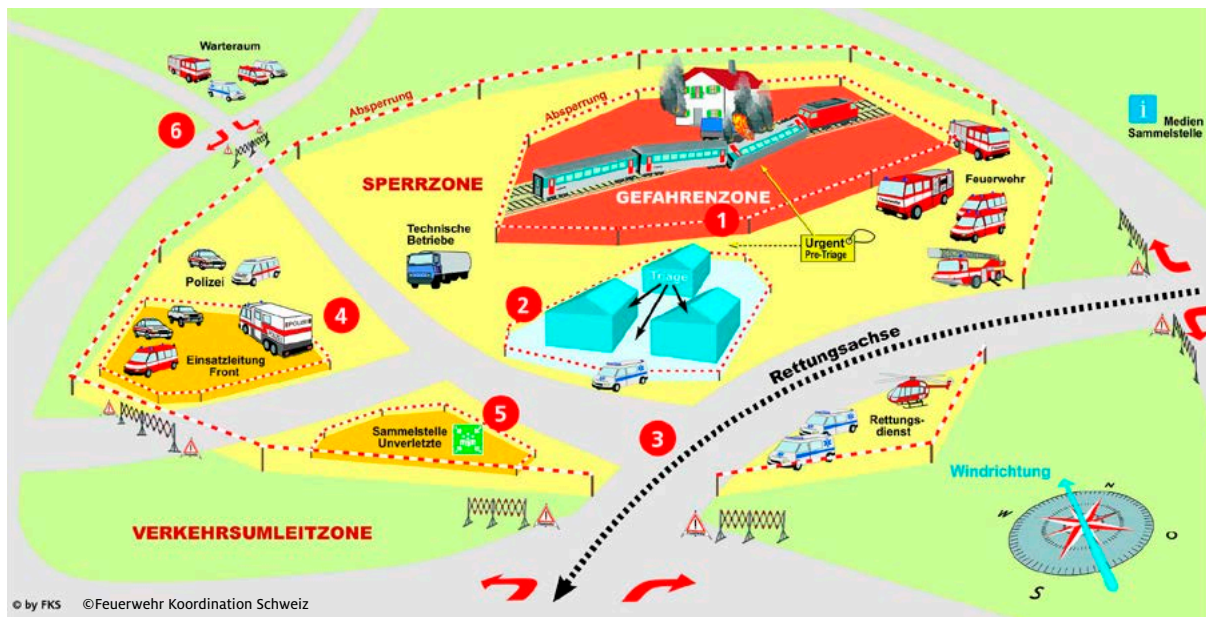 Warteraum
6
Absperrung
Absperrung
i
Medien
Sammelstelle
SPERRZONE
GEFAHRENZONE
1
Feuerwehr
Technische
Betriebe
Urgent
Pre-Triage
Polizei
Triage
2
4
POLIZEI
Einsatzleitung
Front
Rettungsachse
5
Sammelstelle
Unverletzte
3
Rettungs-
dienst
Windrichtung
N
W
O
S
VERKEHRSUMLEITZONE
© by FKS
©Feuerwehr Koordination Schweiz